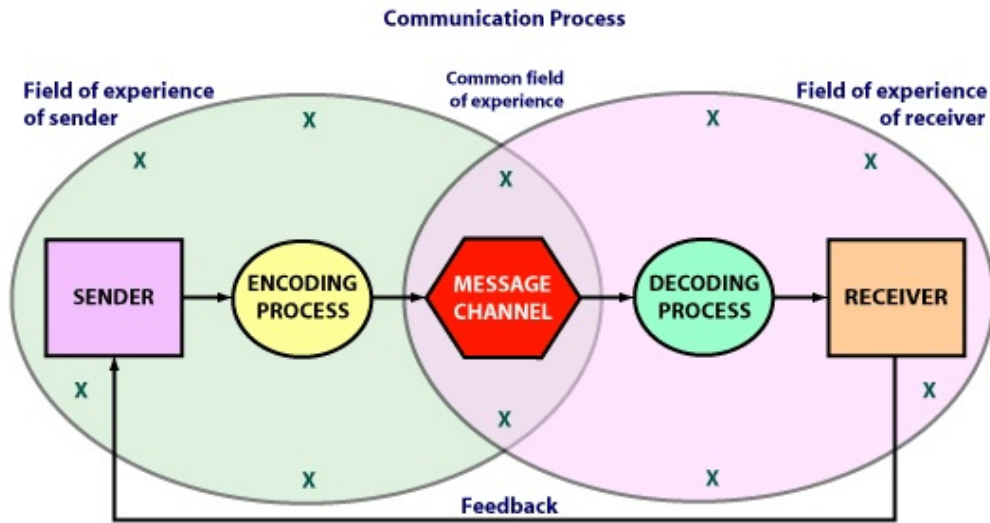 Communication Process
Field of experience
of sender
Common field
of experience
Field of experience
of receiver
X
X
X
X
X
SENDER
ENCODING
PROCESS
MESSAGE
CHANNEL
DECODING
PROCESS
RECEIVER
X
X
X
X
X
Feedback